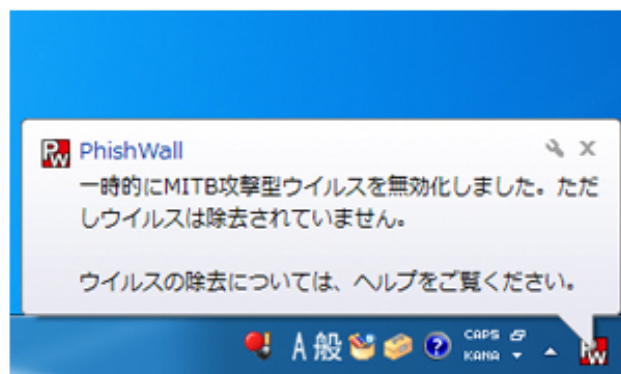 PhishWall
一時的にMITB攻撃型ウイルスを無効化しました。ただ
しウイルスは除去されていません。
ウイルスの除去については、ヘルプをご覧ください。
A 般 CAPS
KANA
PW